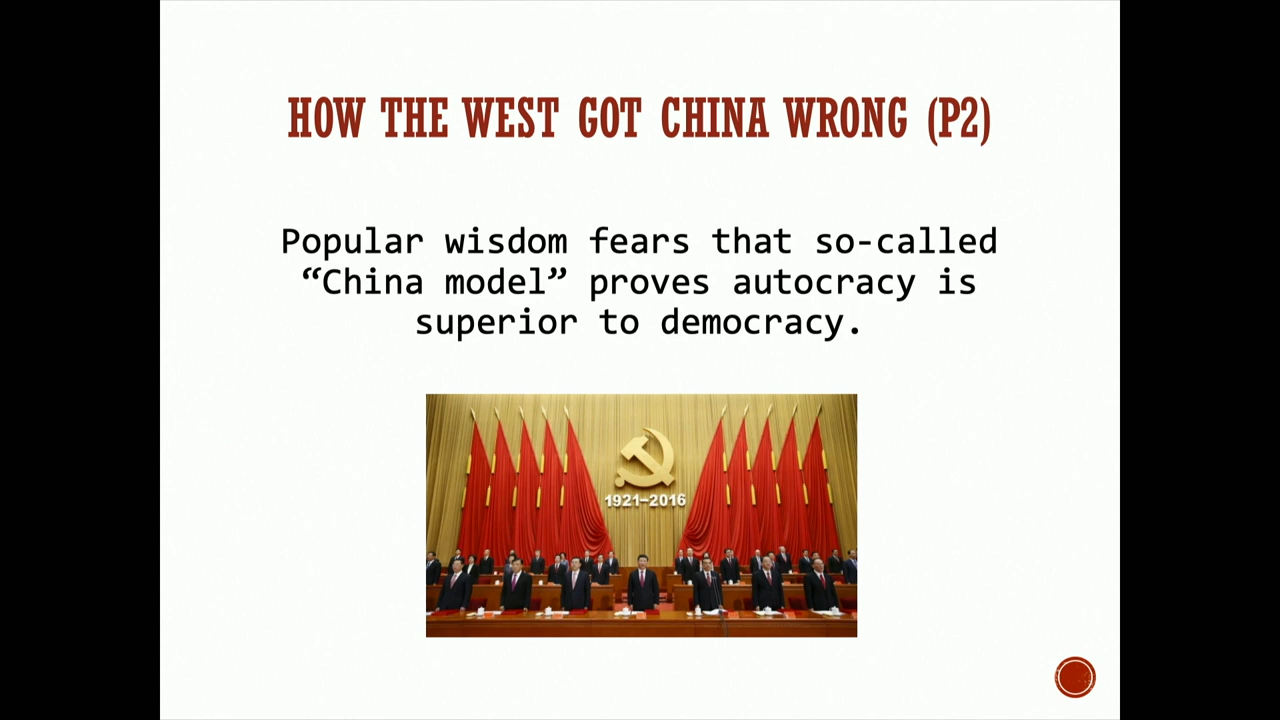 HOW THE WEST GOT CHINA WRONG (P2)
Popular wisdom fears that so-called
“China model” proves autocracy is
superior to democracy.
1921–2016